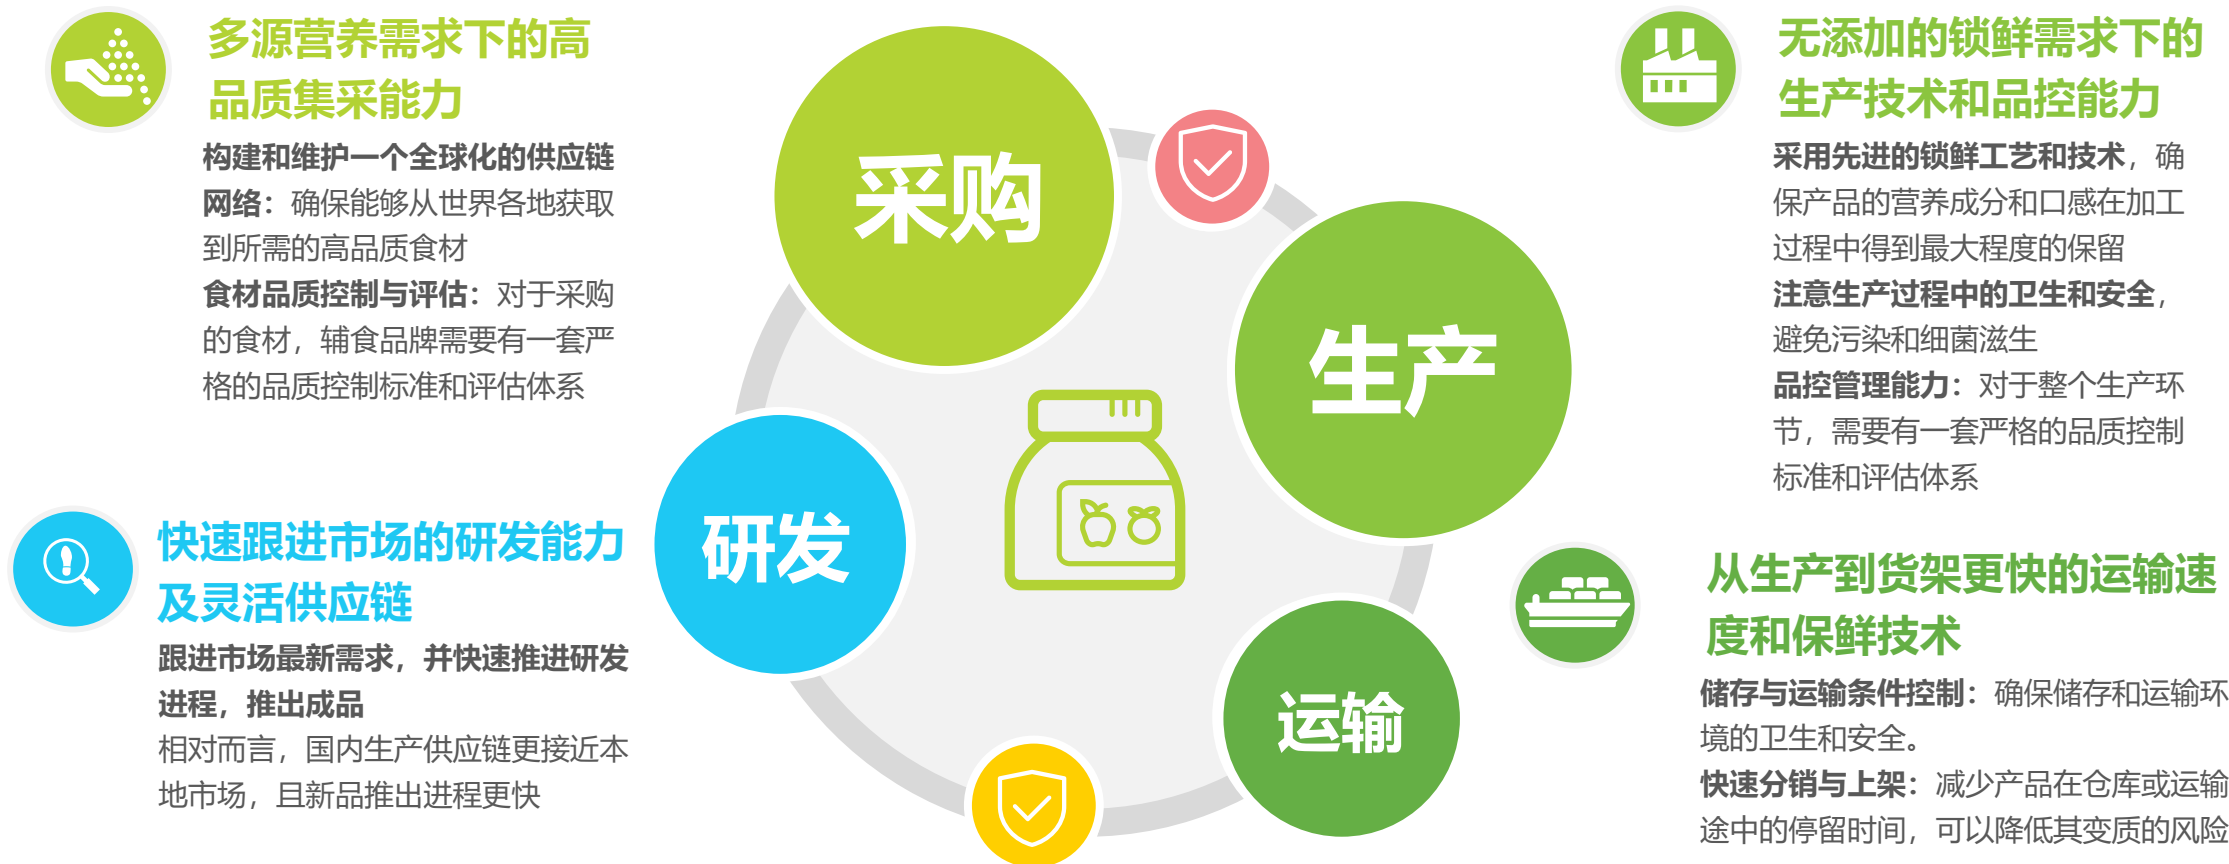 多源营养需求下的高
品质集采能力
构建和维护一个全球化的供应链
网络：确保能够从世界各地获取
到所需的高品质食材
食材品质控制与评估：对于采购
的食材，辅食品牌需要有一套严
格的品质控制标准和评估体系
快速跟进市场的研发能力
及灵活供应链
跟进市场最新需求，并快速推进研发
进程，推出成品
相对而言，国内生产供应链更接近本
地市场，且新品推出进程更快
采购
生产
研发
运输
无添加的锁鲜需求下的
生产技术和品控能力
采用先进的锁鲜工艺和技术，确
保产品的营养成分和口感在加工
过程中得到最大程度的保留
注意生产过程中的卫生和安全，
避免污染和细菌滋生
品控管理能力：对于整个生产环
节，需要有一套严格的品质控制
标准和评估体系
从生产到货架更快的运输速
度和保鲜技术
储存与运输条件控制：确保储存和运输环
境的卫生和安全。
快速分销与上架：减少产品在仓库或运输
途中的停留时间，可以降低其变质的风险